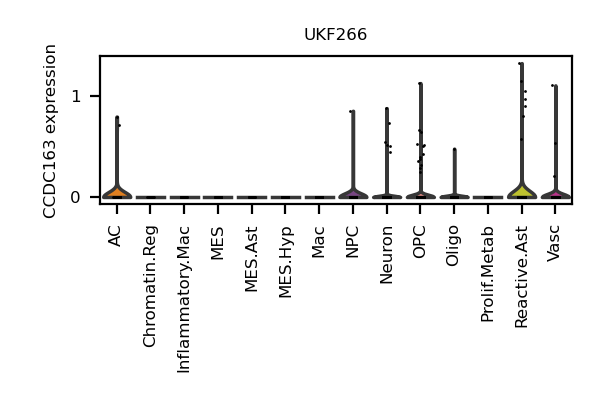 UKF266
CCDC163 expression
1
0
AC
Chromatin.Reg
Inflammatory.Mac
MES
MES.Ast
MES.Hyp
Mac
NPC
Neuron
OPC
Oligo
Prolif.Metab
Reactive.Ast
Vasc